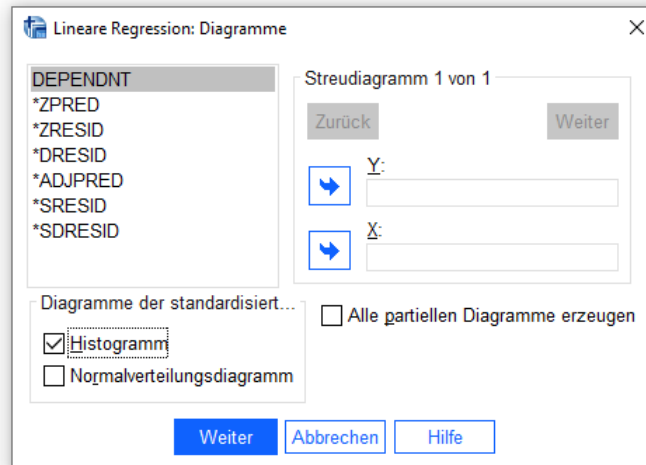 Lineare Regression: Diagramme
DEPENDNT
*ZPRED
*ZRESID
*DRESID
*ADJPRED
*SRESID
*SDRESID
Streudiagramm 1 von 1
Zurück Weiter
Y:
X:
Diagramme der standardisiert...
Histogramm
Normalverteilungsdiagramm
Alle partiellen Diagramme erzeugen
Weiter Abbrechen Hilfe